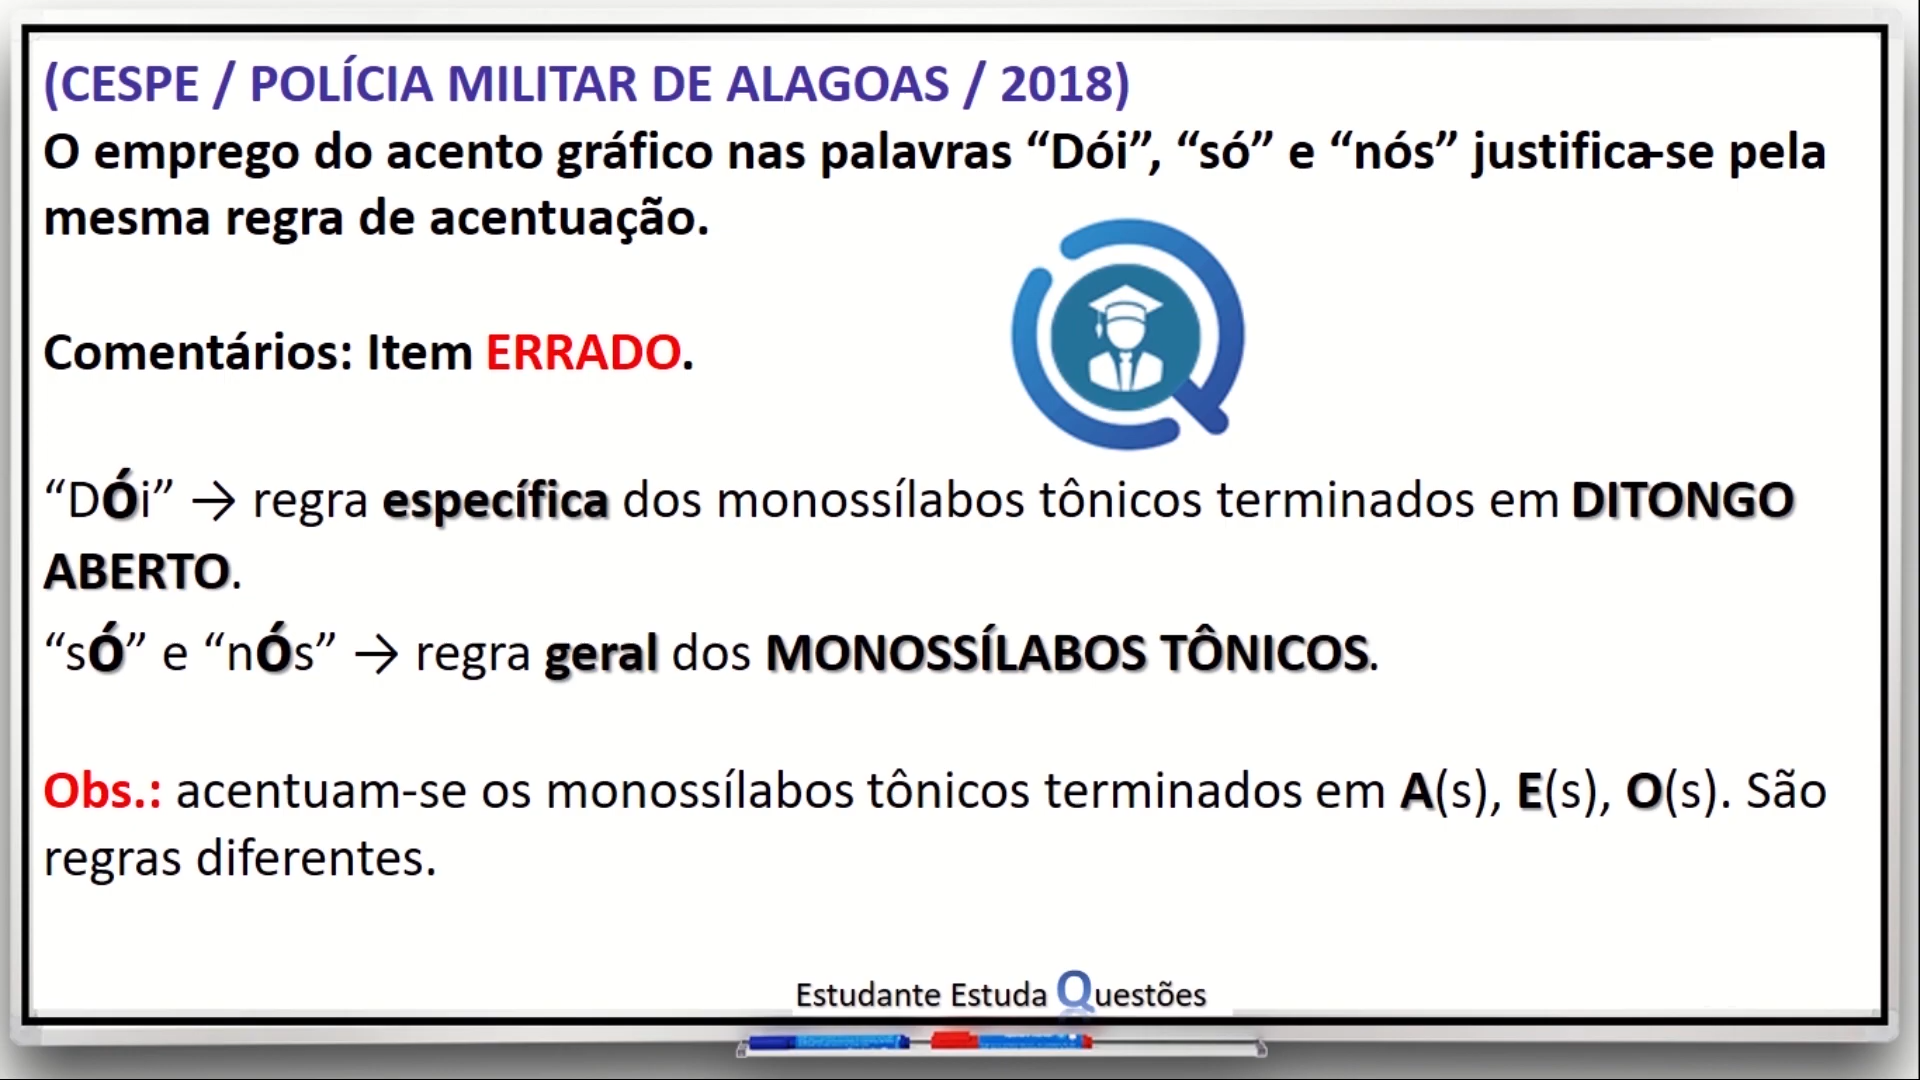 (CESPE / POLÍCIA MILITAR DE ALAGOAS / 2018)
O emprego do acento gráfico nas palavras “Dói”, “só” e “nós” justifica-se pela
mesma regra de acentuação.
Comentários: Item ERRADO.
“DÓi” → regra específica dos monossílabos tônicos terminados em DITONGO
ABERTO.
“sÓ” e “nÓs” → regra geral dos MONOSSÍLABOS TÔNICOS.
Obs.: acentuam-se os monossílabos tônicos terminados em A(s), E(s), O(s). São
regras diferentes.
Estudante Estuda Questões